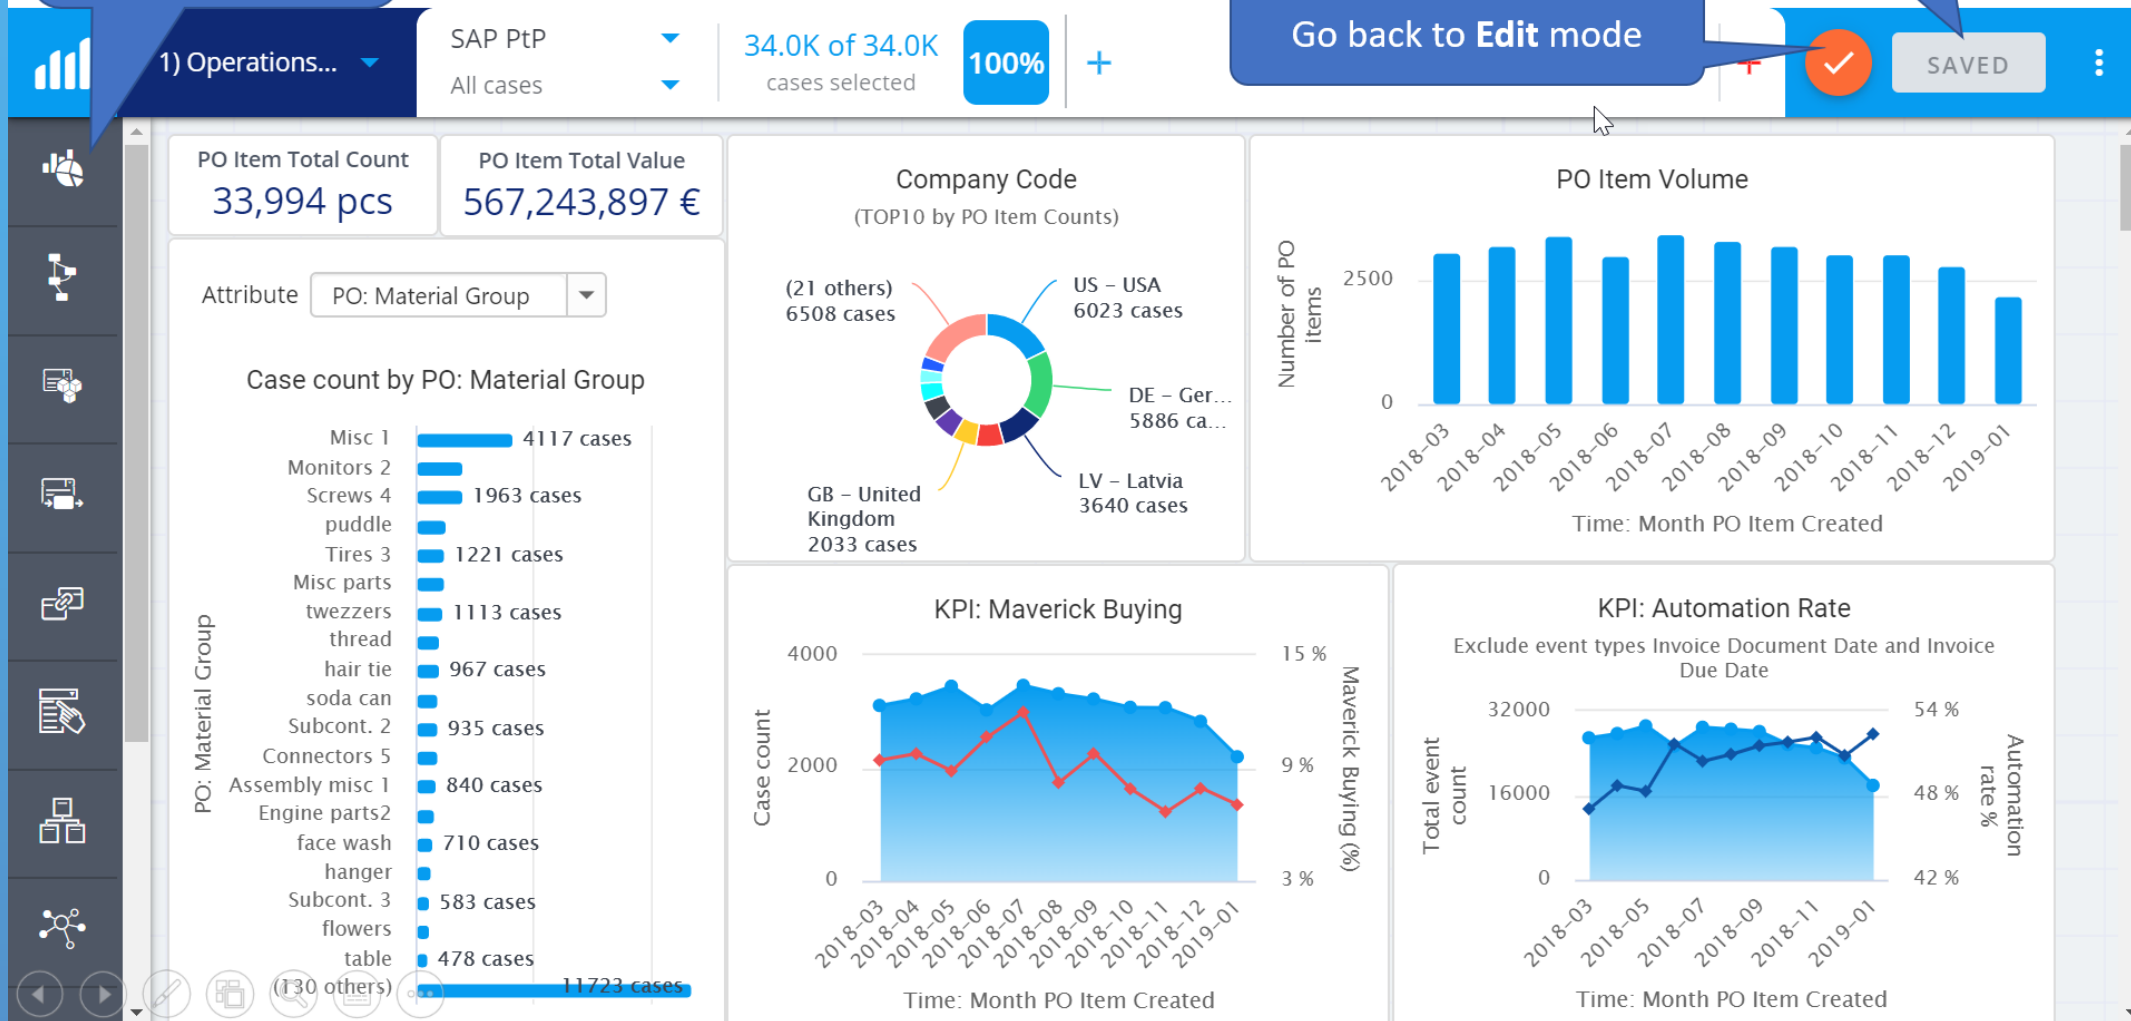 Go back to Edit mode
1) Operations...
SAP PtP
All cases
34.0K of 34.0K
cases selected
100%
+
+
SAVED
PO Item Total Count
33,994 pcs
PO Item Total Value
567,243,897 €
Attribute
PO: Material Group
Case count by PO: Material Group
PO: Material Group
Misc 1
4117 cases
Monitors 2
Screws 4
1963 cases
puddle
Tires 3
1221 cases
Misc parts
twezzers
1113 cases
thread
hair tie
967 cases
soda can
Subcont. 2
935 cases
Connectors 5
Assembly misc 1
840 cases
Engine parts2
face wash
710 cases
hanger
Subcont. 3
583 cases
flowers
table
478 cases
(130 others)
11723 cases
Company Code
(TOP10 by PO Item Counts)
(21 others)
6508 cases
US – USA
6023 cases
DE – Ger...
5886 ca...
LV – Latvia
3640 cases
GB – United
Kingdom
2033 cases
PO Item Volume
Number of PO
items
2500
0
2018-03
2018-04
2018-05
2018-06
2018-07
2018-08
2018-09
2018-10
2018-11
2018-12
2019-01
Time: Month PO Item Created
KPI: Maverick Buying
Case count
4000
2000
0
15 %
9 %
3 %
Maverick Buying (%)
2018-03
2018-04
2018-05
2018-06
2018-07
2018-08
2018-09
2018-10
2018-11
2018-12
2019-01
Time: Month PO Item Created
KPI: Automation Rate
Exclude event types Invoice Document Date and Invoice
Due Date
Total event
count
32000
16000
0
54 %
48 %
42 %
Automation
rate %
2018-03
2018-05
2018-07
2018-09
2018-11
2019-01
Time: Month PO Item Created